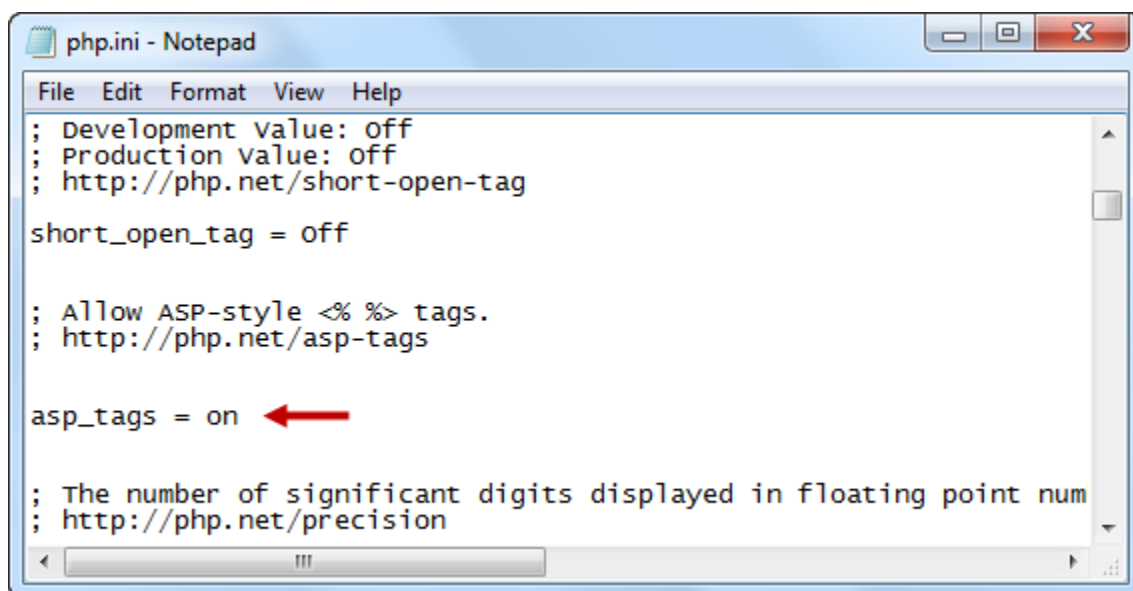 php.ini - Notepad
File Edit Format View Help
; Development Value: Off
; Production Value: Off
; http://php.net/short-open-tag
short_open_tag = Off
; Allow ASP-style <% %> tags.
; http://php.net/asp-tags
asp_tags = on
; The number of significant digits displayed in floating point num
; http://php.net/precision